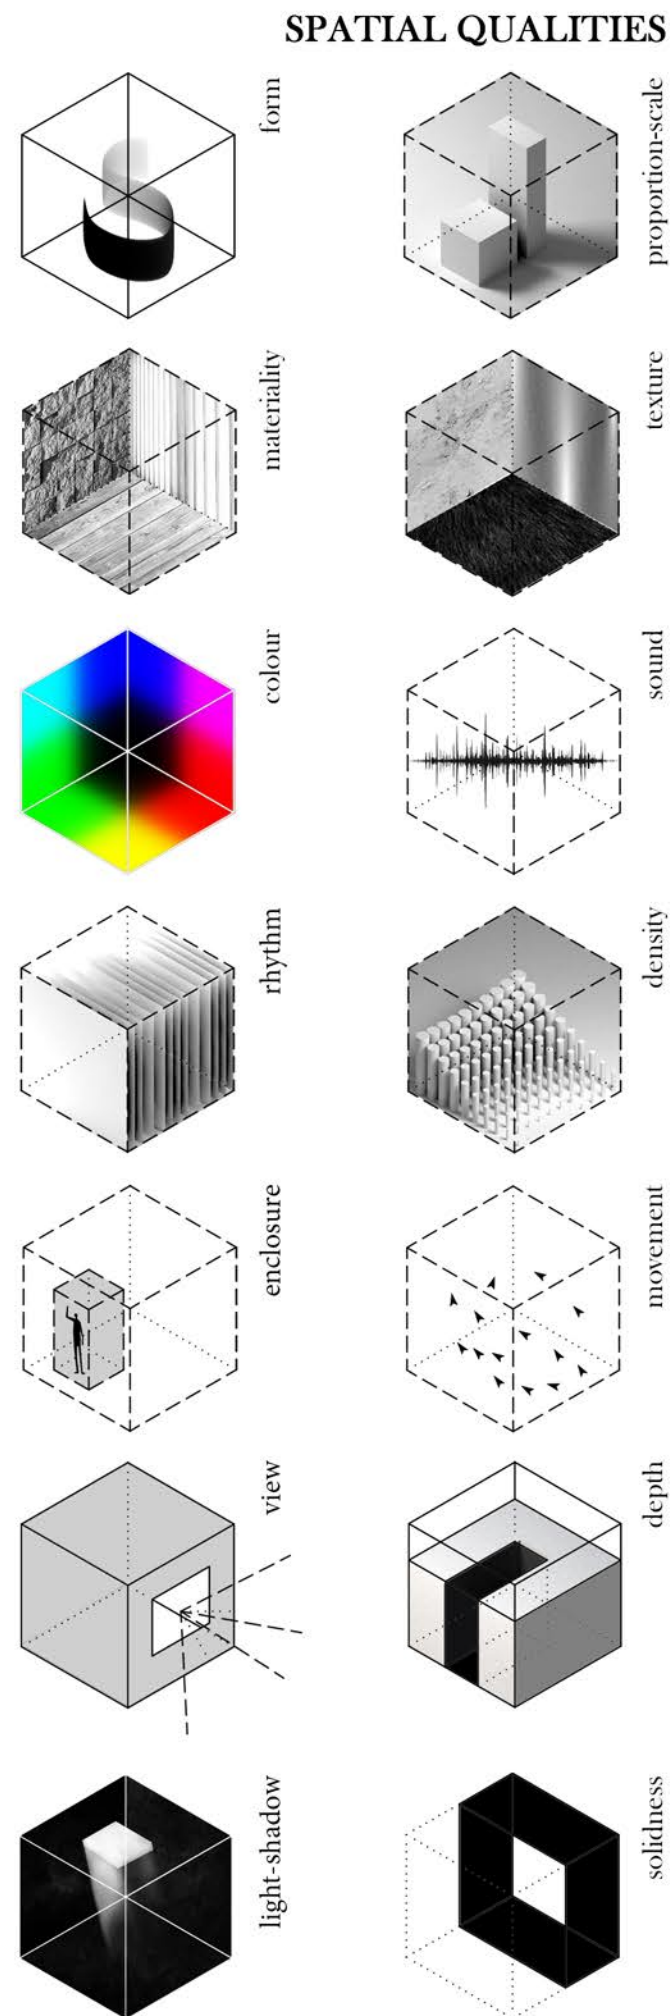 SPATIAL QUALITIES
form
proportion-scale
materiality
texture
colour
sound
rhythm
density
enclosure
movement
view
depth
light-shadow
solidness